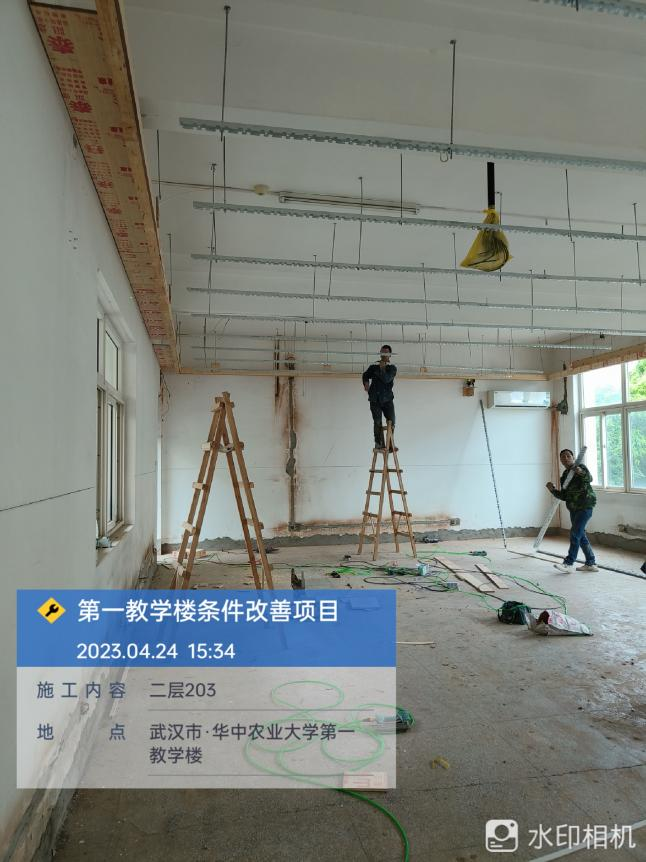 第一教学楼条件改善项目
2023.04.24 15:34
施工内容 二层203
地点 武汉市·华中农业大学第一
教学楼
水印相机